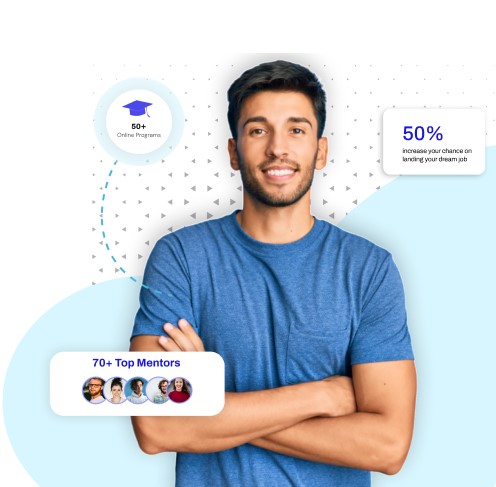 50+
Online Programs
50%
increase your chance on
landing your dream job
70+ Top Mentors